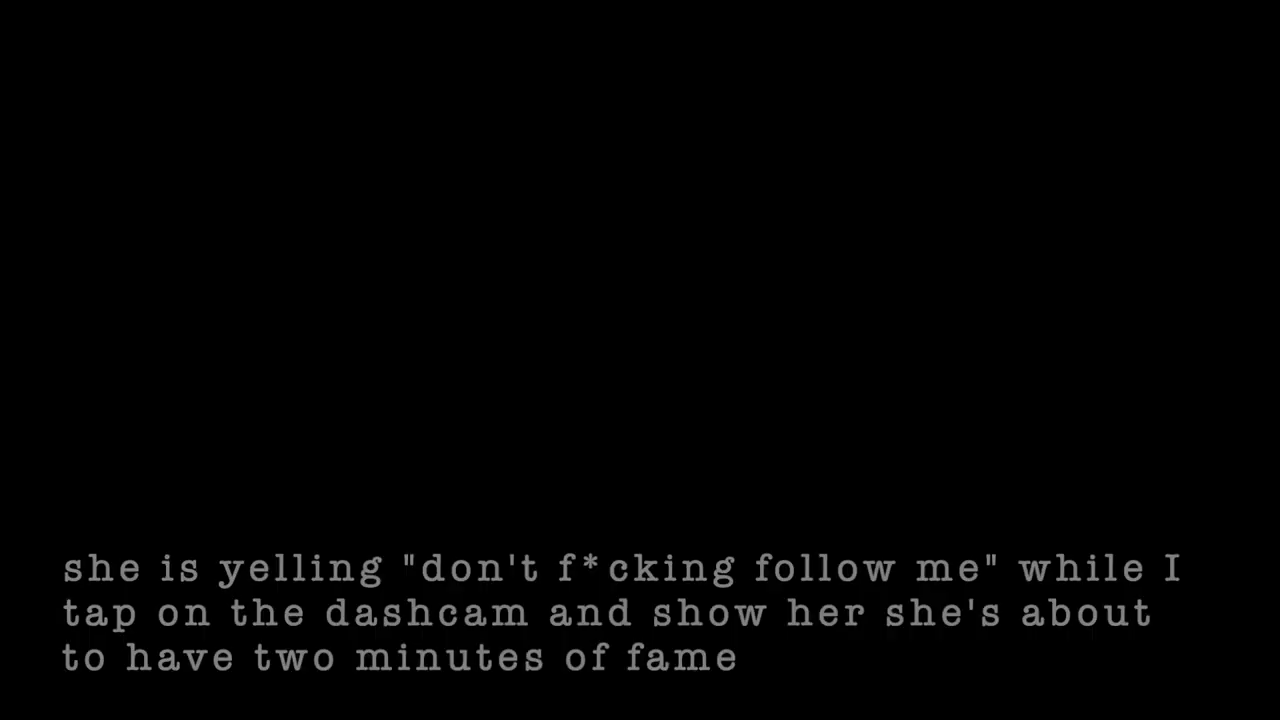 she is yelling "don't f*cking follow me" while I
tap on the dashcam and show her she's about
to have two minutes of fame